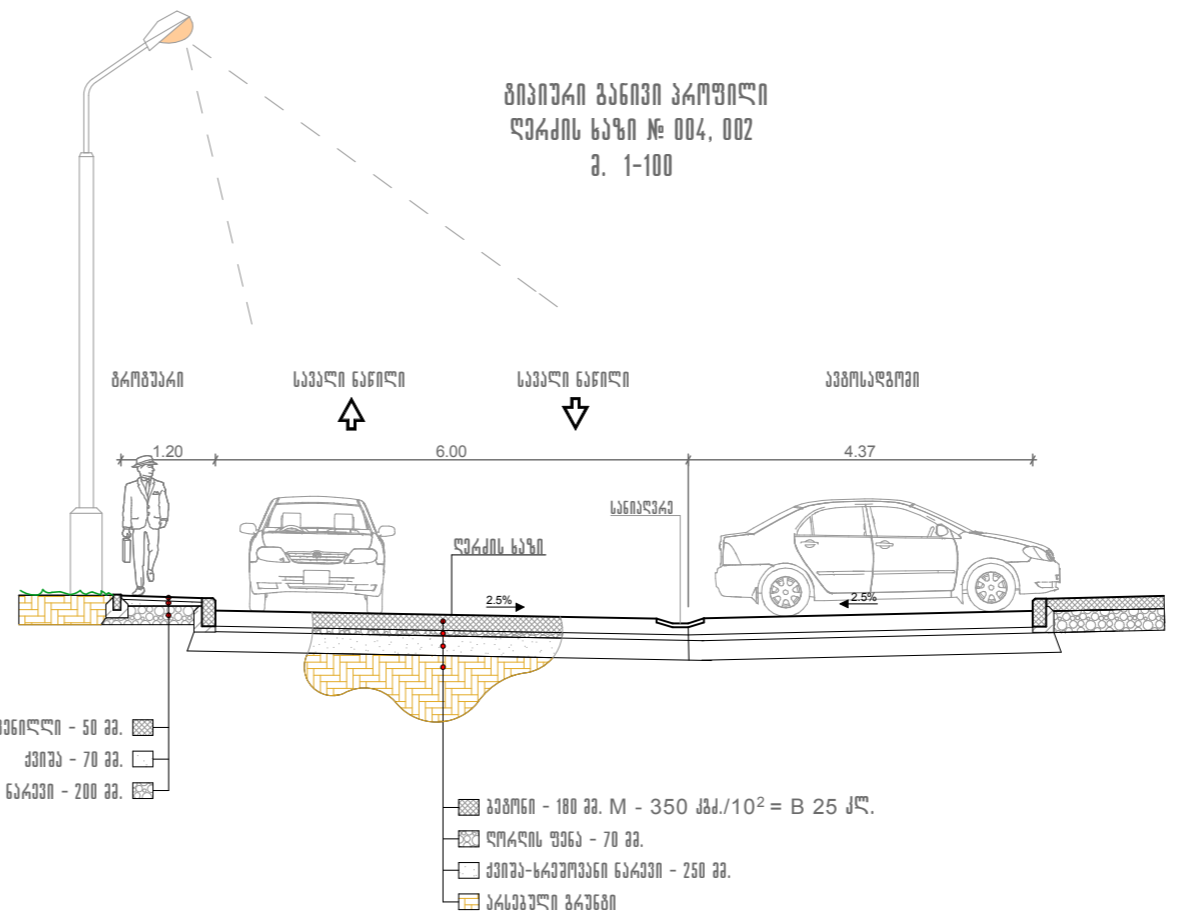 ტიპიური განივი პროფილი
ღერძის ხაზი № 004, 002
მ. 1-100
ტროტუარი
სავალი ნაწილი
სავალი ნაწილი
ავტოსადგომი
1.20
6.00
4.37
სანიაღვრე
ღერძის ხაზი
2.5%
2.5%
- 50 მმ.
ქვიშა - 70 მმ.
ნარევი - 200 მმ.
ბეტონი - 180 მმ. M - 350 კგძ./10² = B 25 კლ.
ღორღის ფენა - 70 მმ.
ქვიშა-ხრეშოვანი ნარევი - 250 მმ.
არსებული გრუნტი